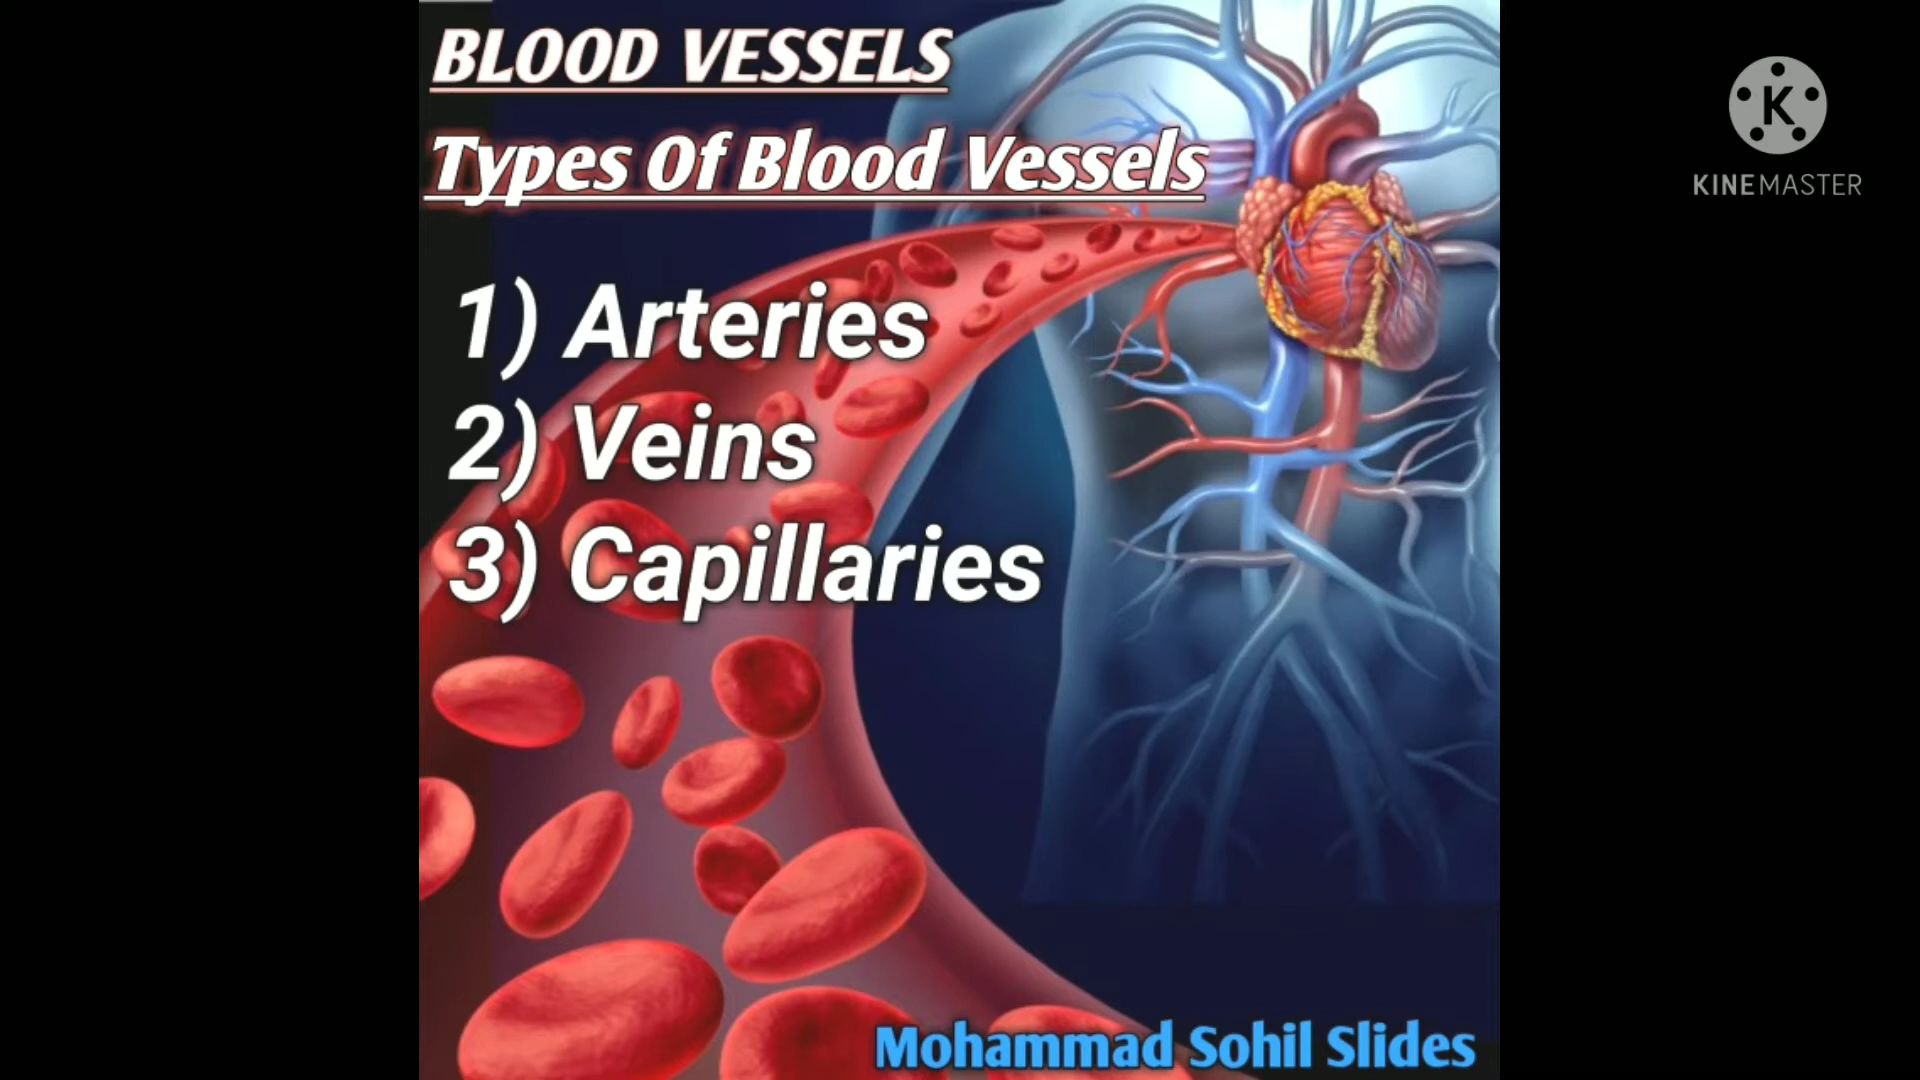 BLOOD VESSELS
Types Of Blood Vessels
1) Arteries
2) Veins
3) Capillaries
Mohammad Sohil Slides
K
KINEMASTER